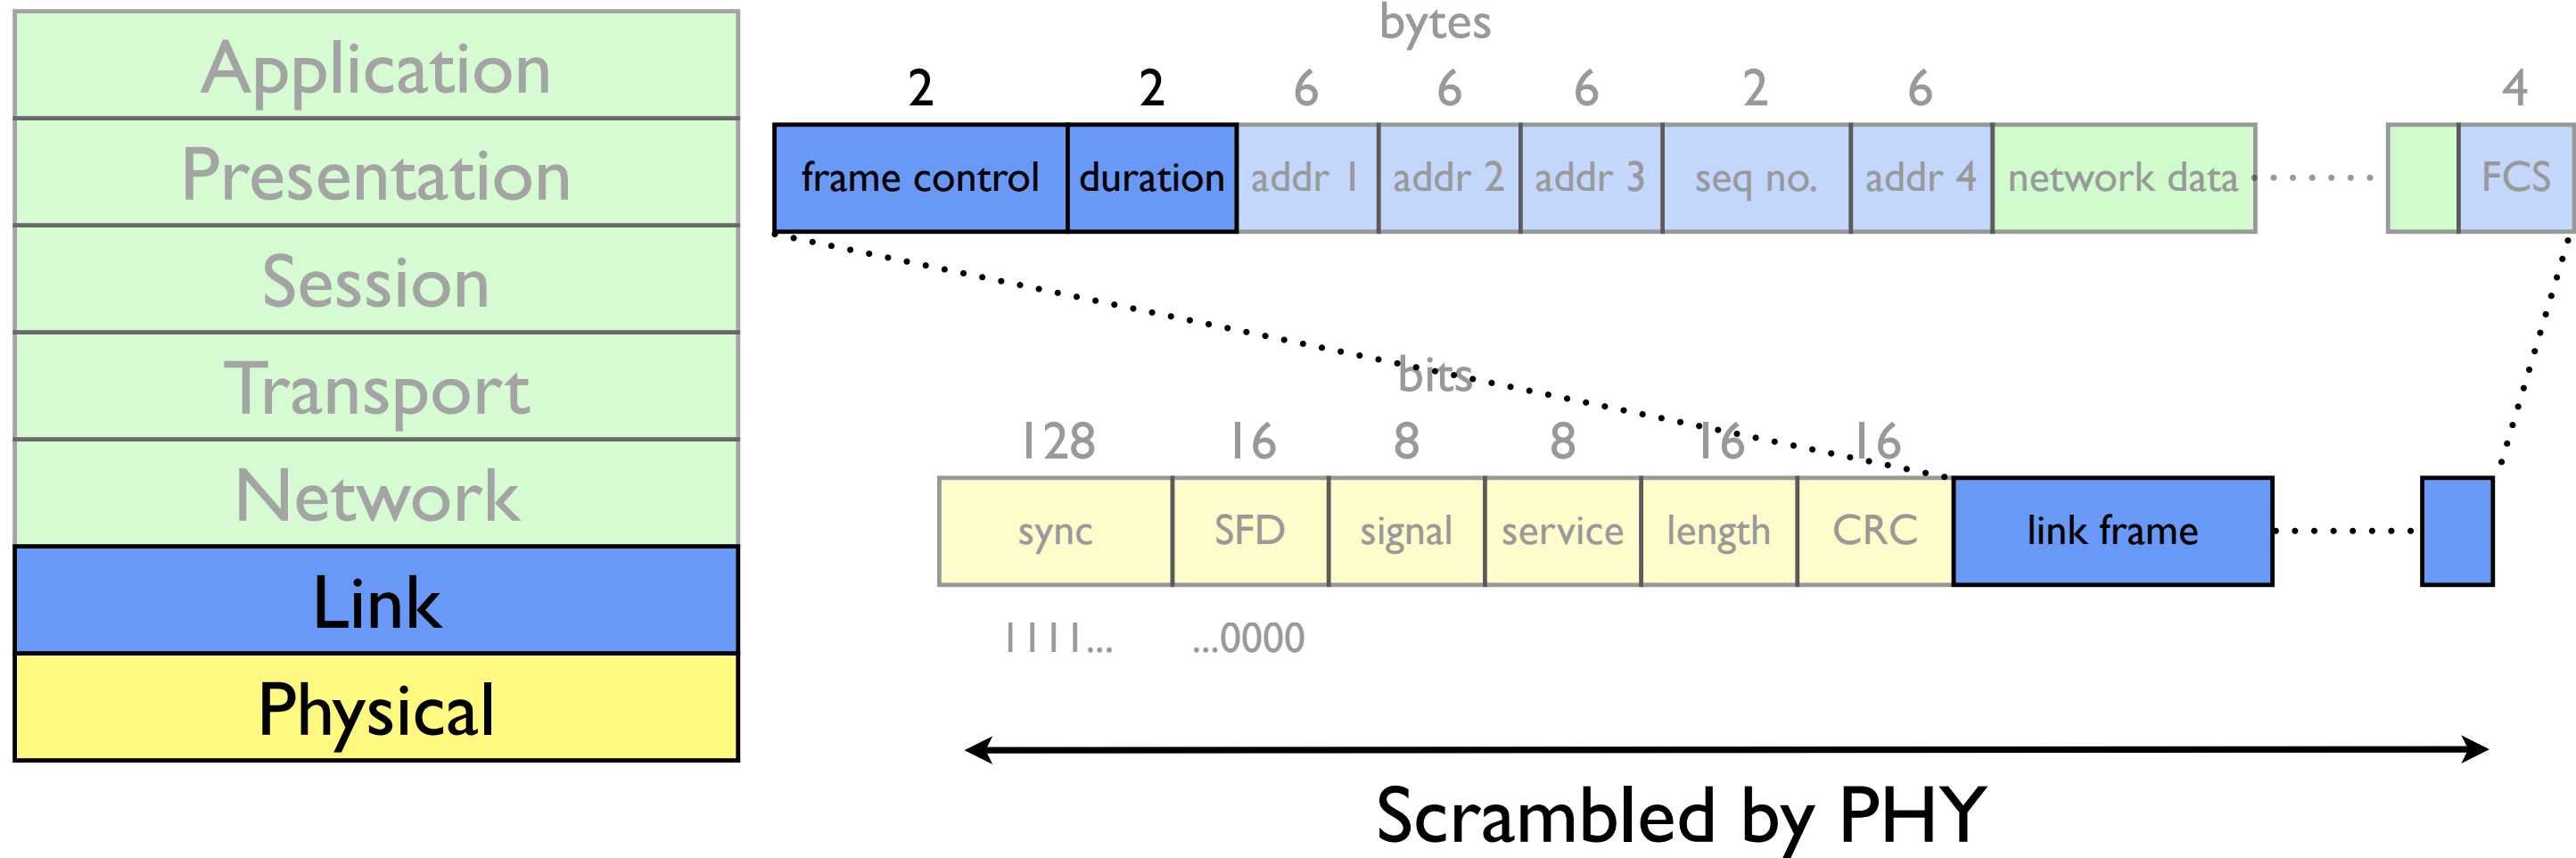 Application
Presentation
Session
Transport
Network
Link
Physical
bytes
2 2 6 6 6 2 6 4
frame control duration addr 1 addr 2 addr 3 seq no. addr 4 network data FCS
bits
128 16 8 8 16 16
sync SFD signal service length CRC link frame
1111... ...0000
Scrambled by PHY